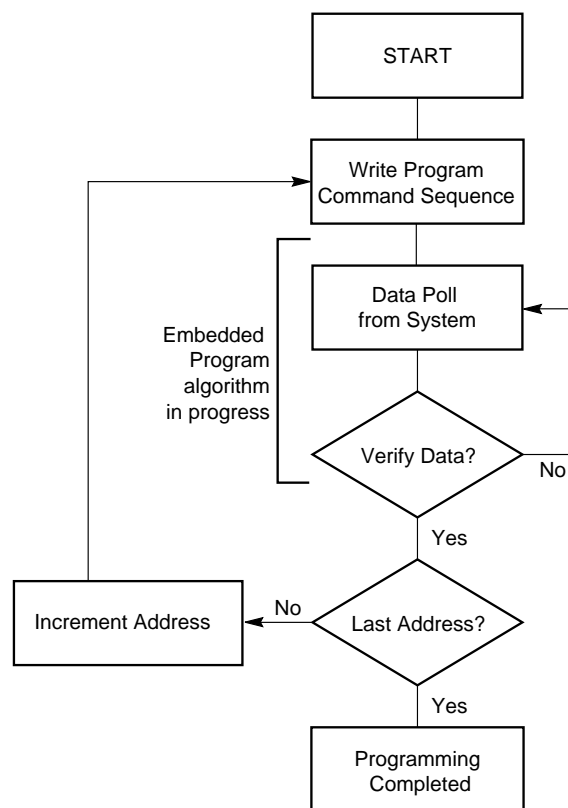 START
Write Program
Command Sequence
Data Poll
from System
Embedded
Program
algorithm
in progress
Verify Data?
No
Yes
Last Address?
No
Increment Address
Yes
Programming
Completed